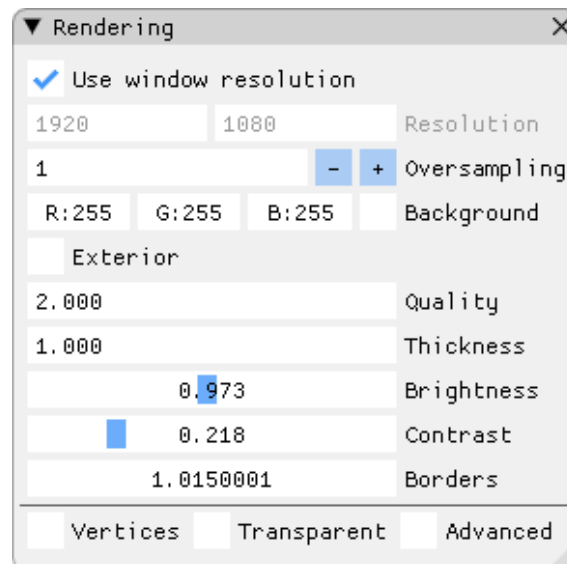 Rendering
Use window resolution
1920 1080 Resolution
1 - + Oversampling
R:255 G:255 B:255 Background
Exterior
2.000 Quality
1.000 Thickness
0.973 Brightness
0.218 Contrast
1.0150001 Borders
Vertices Transparent Advanced